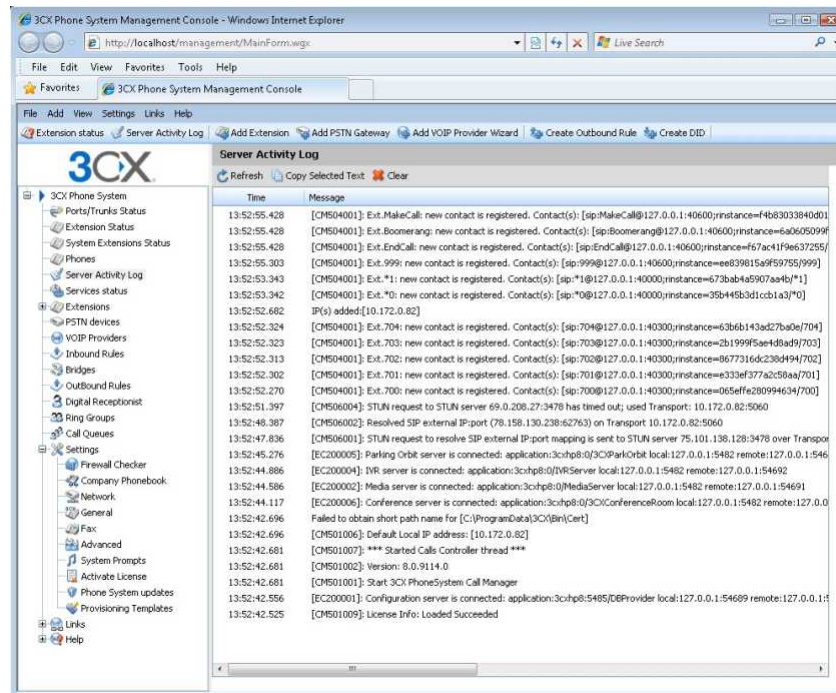 3CX Phone System Management Console - Windows Internet Explorer
http://localhost/management/MainForm.wgx
Live Search
File Edit View Favorites Tools Help
Favorites 3CX Phone System Management Console
File Add View Settings Links Help
Extension status Server Activity Log Add Extension Add PSTN Gateway Add VOIP Provider Wizard Create Outbound Rule Create DID
3CX
Server Activity Log
Refresh Copy Selected Text Clear
3CX Phone System
Ports/Trunks Status
Extension Status
System Extensions Status
Phones
Server Activity Log
Services status
Extensions
PSTN devices
VOIP Providers
Inbound Rules
Bridges
OutBound Rules
Digital Receptionist
Ring Groups
Call Queues
Settings
Firewall Checker
Company Phonebook
Network
General
Fax
Advanced
System Prompts
Activate License
Phone System updates
Provisioning Templates
Links
Help
Time Message
13:52:55.428 [CM504001]: Ext.MakeCall: new contact is registered. Contact(s): [sip:MakeCall@127.0.0.1:40600;rinstance=f4b83033840d01
13:52:55.428 [CM504001]: Ext.Boomerang: new contact is registered. Contact(s): [sip:Boomerang@127.0.0.1:40600;rinstance=6a0605099f
13:52:55.428 [CM504001]: Ext.EndCall: new contact is registered. Contact(s): [sip:EndCall@127.0.0.1:40600;rinstance=f67ac41f9e637255/
13:52:55.303 [CM504001]: Ext.999: new contact is registered. Contact(s): [sip:999@127.0.0.1:40600;rinstance=ee839815a9f59755/999]
13:52:53.343 [CM504001]: Ext.*1: new contact is registered. Contact(s): [sip:*1@127.0.0.1:40000;rinstance=673bab4a5907aa4b/*1]
13:52:53.342 [CM504001]: Ext.*0: new contact is registered. Contact(s): [sip:*0@127.0.0.1:40000;rinstance=35b445b3d1ccb1a3/*0]
13:52:52.682 IP(s) added:[10.172.0.82]
13:52:52.324 [CM504001]: Ext.704: new contact is registered. Contact(s): [sip:704@127.0.0.1:40300;rinstance=63b6b143ad27ba0e/704]
13:52:52.323 [CM504001]: Ext.703: new contact is registered. Contact(s): [sip:703@127.0.0.1:40300;rinstance=2b1999f5ae4d8ad9/703]
13:52:52.313 [CM504001]: Ext.702: new contact is registered. Contact(s): [sip:702@127.0.0.1:40300;rinstance=8677316dc238d494/702]
13:52:52.302 [CM504001]: Ext.701: new contact is registered. Contact(s): [sip:701@127.0.0.1:40300;rinstance=e333ef377a2c58aa/701]
13:52:52.270 [CM504001]: Ext.700: new contact is registered. Contact(s): [sip:700@127.0.0.1:40300;rinstance=065effe280994634/700]
13:52:51.397 [CM506004]: STUN request to STUN server 69.0.208.27:3478 has timed out; used Transport: 10.172.0.82:5060
13:52:48.387 [CM506002]: Resolved SIP external IP:port (78.158.130.238:62763) on Transport 10.172.0.82:5060
13:52:47.836 [CM506001]: STUN request to resolve SIP external IP:port mapping is sent to STUN server 75.101.138.128:3478 over Transpor
13:52:45.276 [EC200005]: Parking Orbit server is connected: application:3cxhp8:0/3CXParkOrbit local:127.0.0.1:5482 remote:127.0.0.1:546
13:52:44.886 [EC200004]: IVR server is connected: application:3cxhp8:0/IVRServer local:127.0.0.1:5482 remote:127.0.0.1:54692
13:52:44.586 [EC200002]: Media server is connected: application:3cxhp8:0/MediaServer local:127.0.0.1:5482 remote:127.0.0.1:54691
13:52:44.117 [EC200006]: Conference server is connected: application:3cxhp8:0/3CXConferenceRoom local:127.0.0.1:5482 remote:127.0.0
13:52:42.696 Failed to obtain short path name for [C:\ProgramData\3CX\Bin\Cert]
13:52:42.696 [CM501006]: Default Local IP address: [10.172.0.82]
13:52:42.681 [CM501007]: *** Started Calls Controller thread ***
13:52:42.681 [CM501002]: Version: 8.0.9114.0
13:52:42.681 [CM501001]: Start 3CX PhoneSystem Call Manager
13:52:42.556 [EC200001]: Configuration server is connected: application:3cxhp8:5485/DBProvider local:127.0.0.1:54689 remote:127.0.0.1:5
13:52:42.525 [CM501009]: License Info: Loaded Succeeded